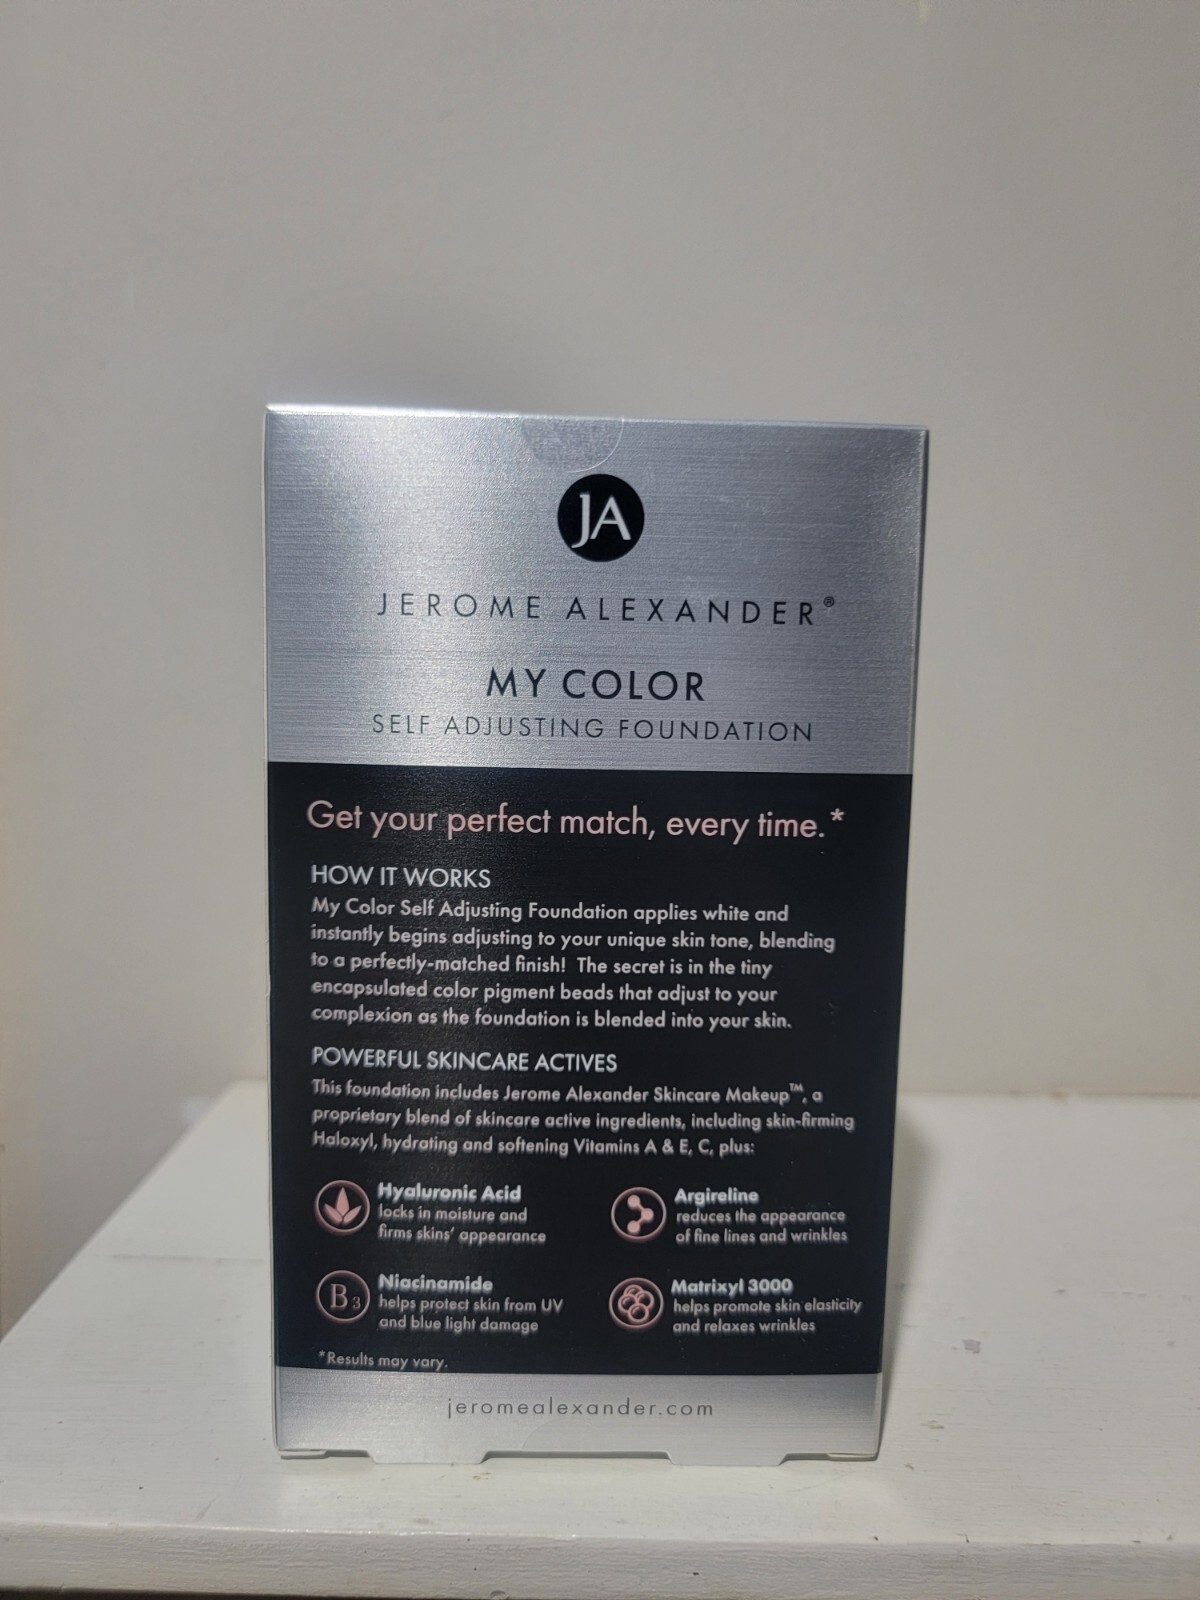 JA
JEROME ALEXANDER®
MY COLOR
SELF ADJUSTING FOUNDATION
Get your perfect match, every time.*
HOW IT WORKS
My Color Self Adjusting Foundation applies white and
instantly begins adjusting to your unique skin tone, blending
to a perfectly-matched finish! The secret is in the tiny
encapsulated color pigment beads that adjust to your
complexion as the foundation is blended into your skin.
POWERFUL SKINCARE ACTIVES
This foundation includes Jerome Alexander Skincare Makeup™, a
proprietary blend of skincare active ingredients, including skin-firming
Haloxyl, hydrating and softening Vitamins A & E, C, plus:
Hyaluronic Acid
locks in moisture and
firms skins' appearance
Argireline
reduces the appearance
of fine lines and wrinkles
B3
Niacinamide
helps protect skin from UV
and blue light damage
Matrixyl 3000
helps promote skin elasticity
and relaxes wrinkles
*Results may vary.
jeromealexander.com